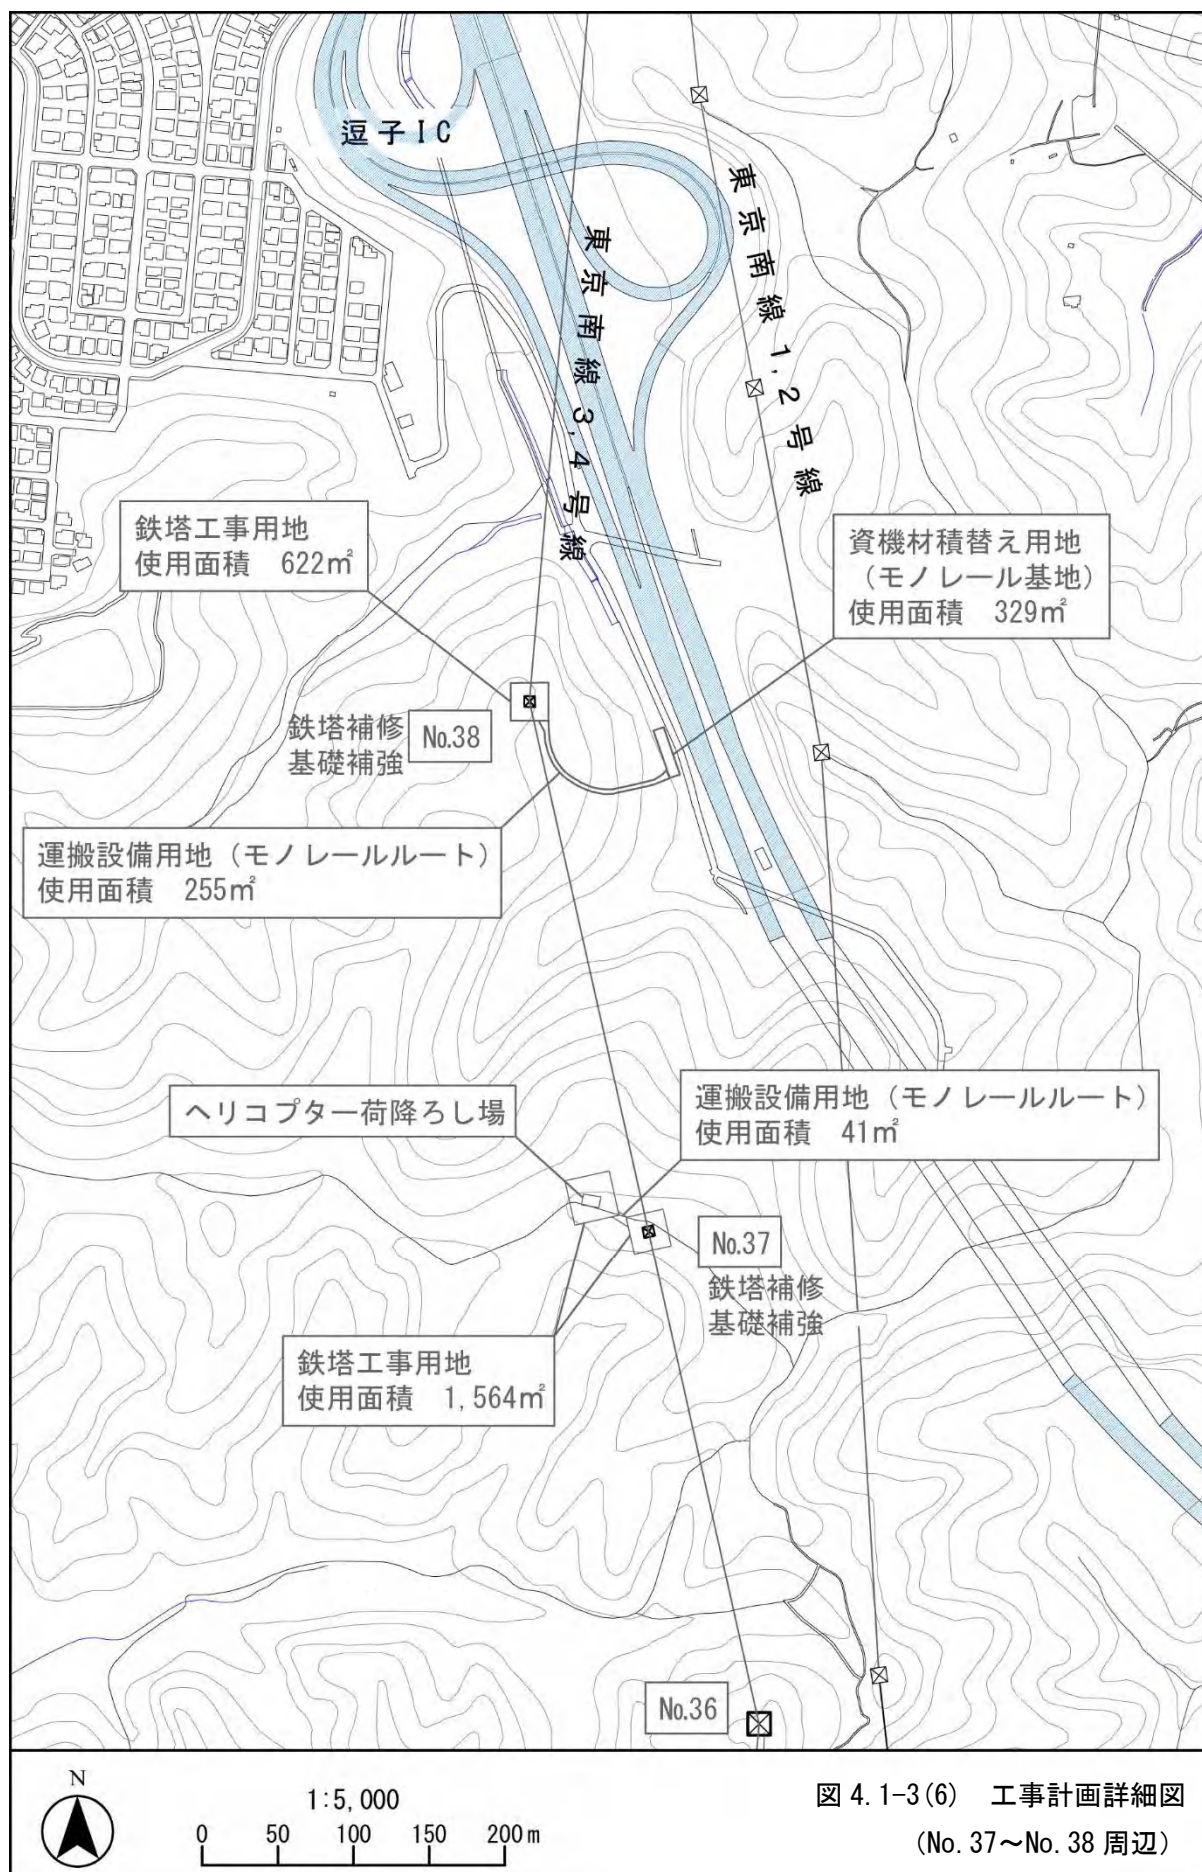 逗子IC
東京南線1,2号線
東京南線3,4号線
鉄塔工事用地
使用面積 622㎡
資機材積替え用地
(モノレール基地)
使用面積 329㎡
鉄塔補修
基礎補強
No.38
運搬設備用地(モノレールルート)
使用面積 255㎡
ヘリコプター荷降ろし場
運搬設備用地(モノレールルート)
使用面積 41㎡
No.37
鉄塔補修
基礎補強
鉄塔工事用地
使用面積 1,564㎡
No.36
N
1:5,000
0 50 100 150 200m
図 4.1-3(6) 工事計画詳細図
(No.37~No.38 周辺)